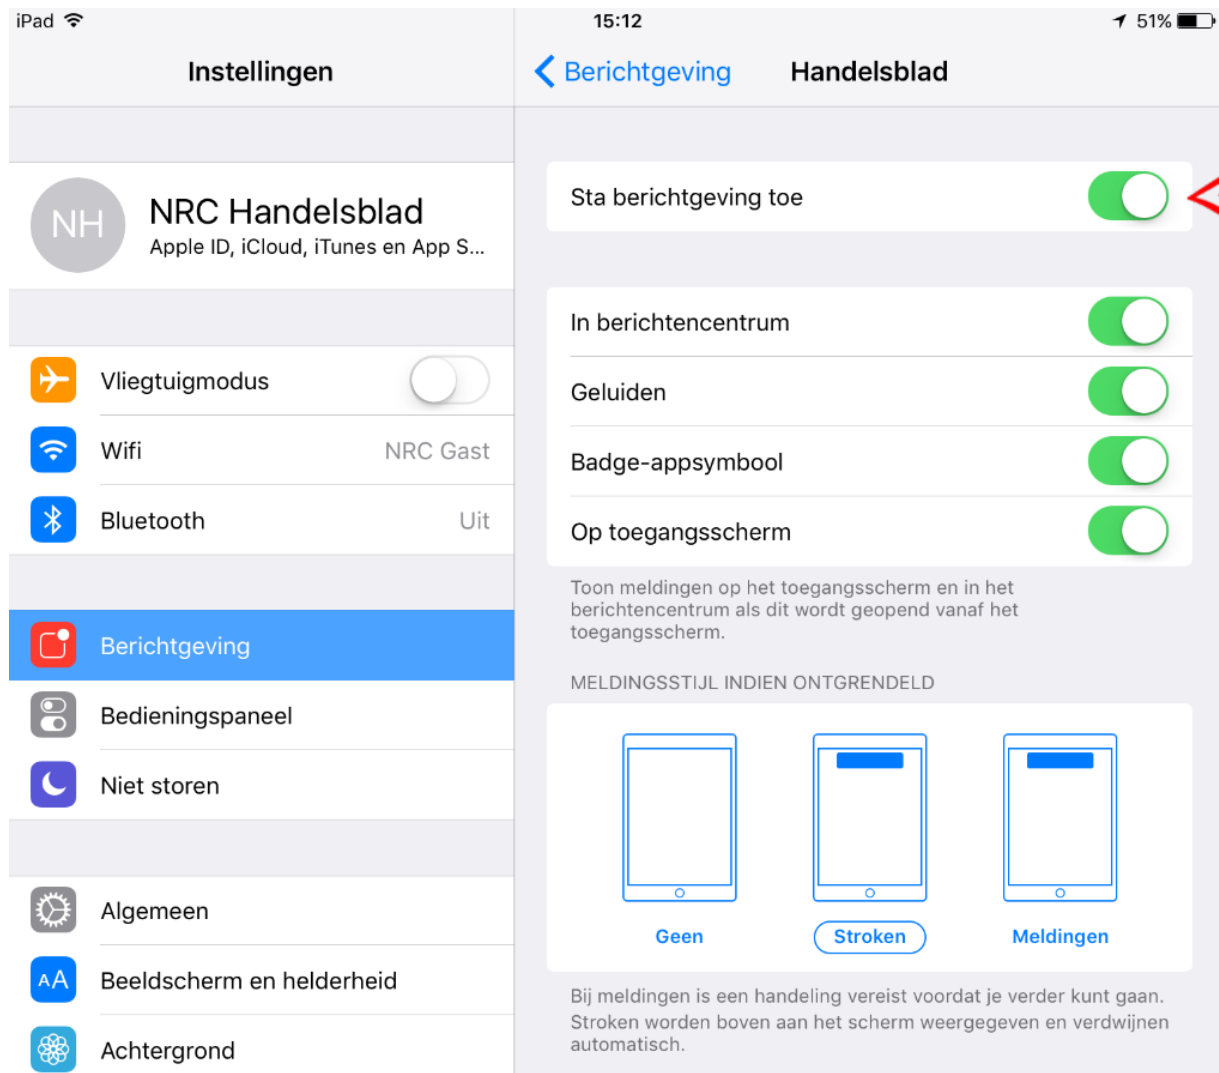 iPad
15:12
51%
Instellingen
Berichtgeving
Handelsblad
NH
NRC Handelsblad
Apple ID, iCloud, iTunes en App S...
Vliegtuigmodus
Wifi
NRC Gast
Bluetooth
Uit
Berichtgeving
Bedieningspaneel
Niet storen
Algemeen
AA
Beeldscherm en helderheid
Achtergrond
Sta berichtgeving toe
In berichtencentrum
Geluiden
Badge-appsymbool
Op toegangsscherm
Toon meldingen op het toegangsscherm en in het
berichtencentrum als dit wordt geopend vanaf het
toegangsscherm.
MELDINGSSTIJL INDIEN ONTGRENDELD
Geen
Stroken
Meldingen
Bij meldingen is een handeling vereist voordat je verder kunt gaan.
Stroken worden boven aan het scherm weergegeven en verdwijnen
automatisch.